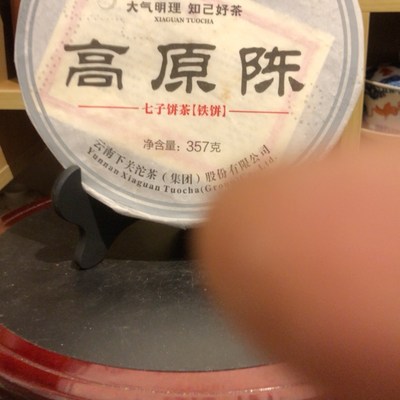 大气明理 知己好茶
XIAGUAN TUOCHA
高原陈
七子饼茶【铁饼】
净含量：357克
云南下关沱茶（集团）股份有限公司
Yunnan Xiaguan Tuocha(Gr Ltd.